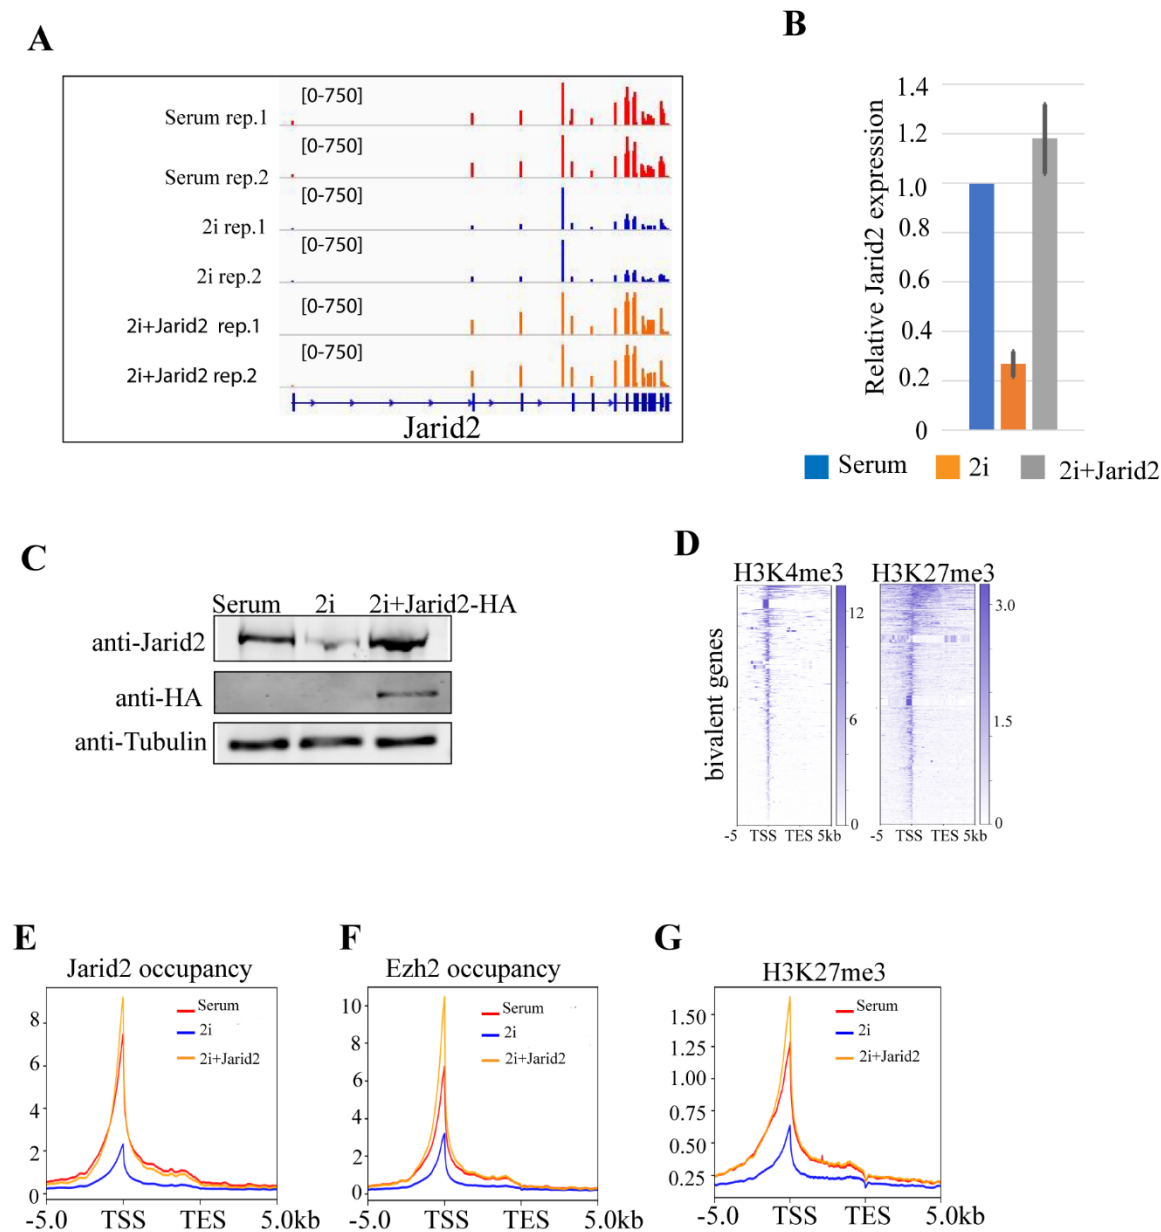 A
Serum rep.1 [0-750]
Serum rep.2 [0-750]
2i rep.1 [0-750]
2i rep.2 [0-750]
2i+Jarid2 rep.1 [0-750]
2i+Jarid2 rep.2 [0-750]
Jarid2
B
Relative Jarid2 expression
1.4
1.2
1.0
0.8
0.6
0.4
0.2
0
Serum 2i 2i+Jarid2
C
Serum 2i 2i+Jarid2-HA
anti-Jarid2
anti-HA
anti-Tubulin
D
H3K4me3 H3K27me3
bivalent genes
12
6
0
3.0
1.5
0
-5 TSS TES 5kb
-5 TSS TES 5kb
E
Jarid2 occupancy
8
6
4
2
0
Serum
2i
2i+Jarid2
-5.0 TSS TES 5.0kb
F
Ezh2 occupancy
10
8
6
4
2
0
Serum
2i
2i+Jarid2
-5.0 TSS TES 5.0kb
G
H3K27me3
1.50
1.25
1.00
0.75
0.50
0.25
Serum
2i
2i+Jarid2
-5.0 TSS TES 5.0kb